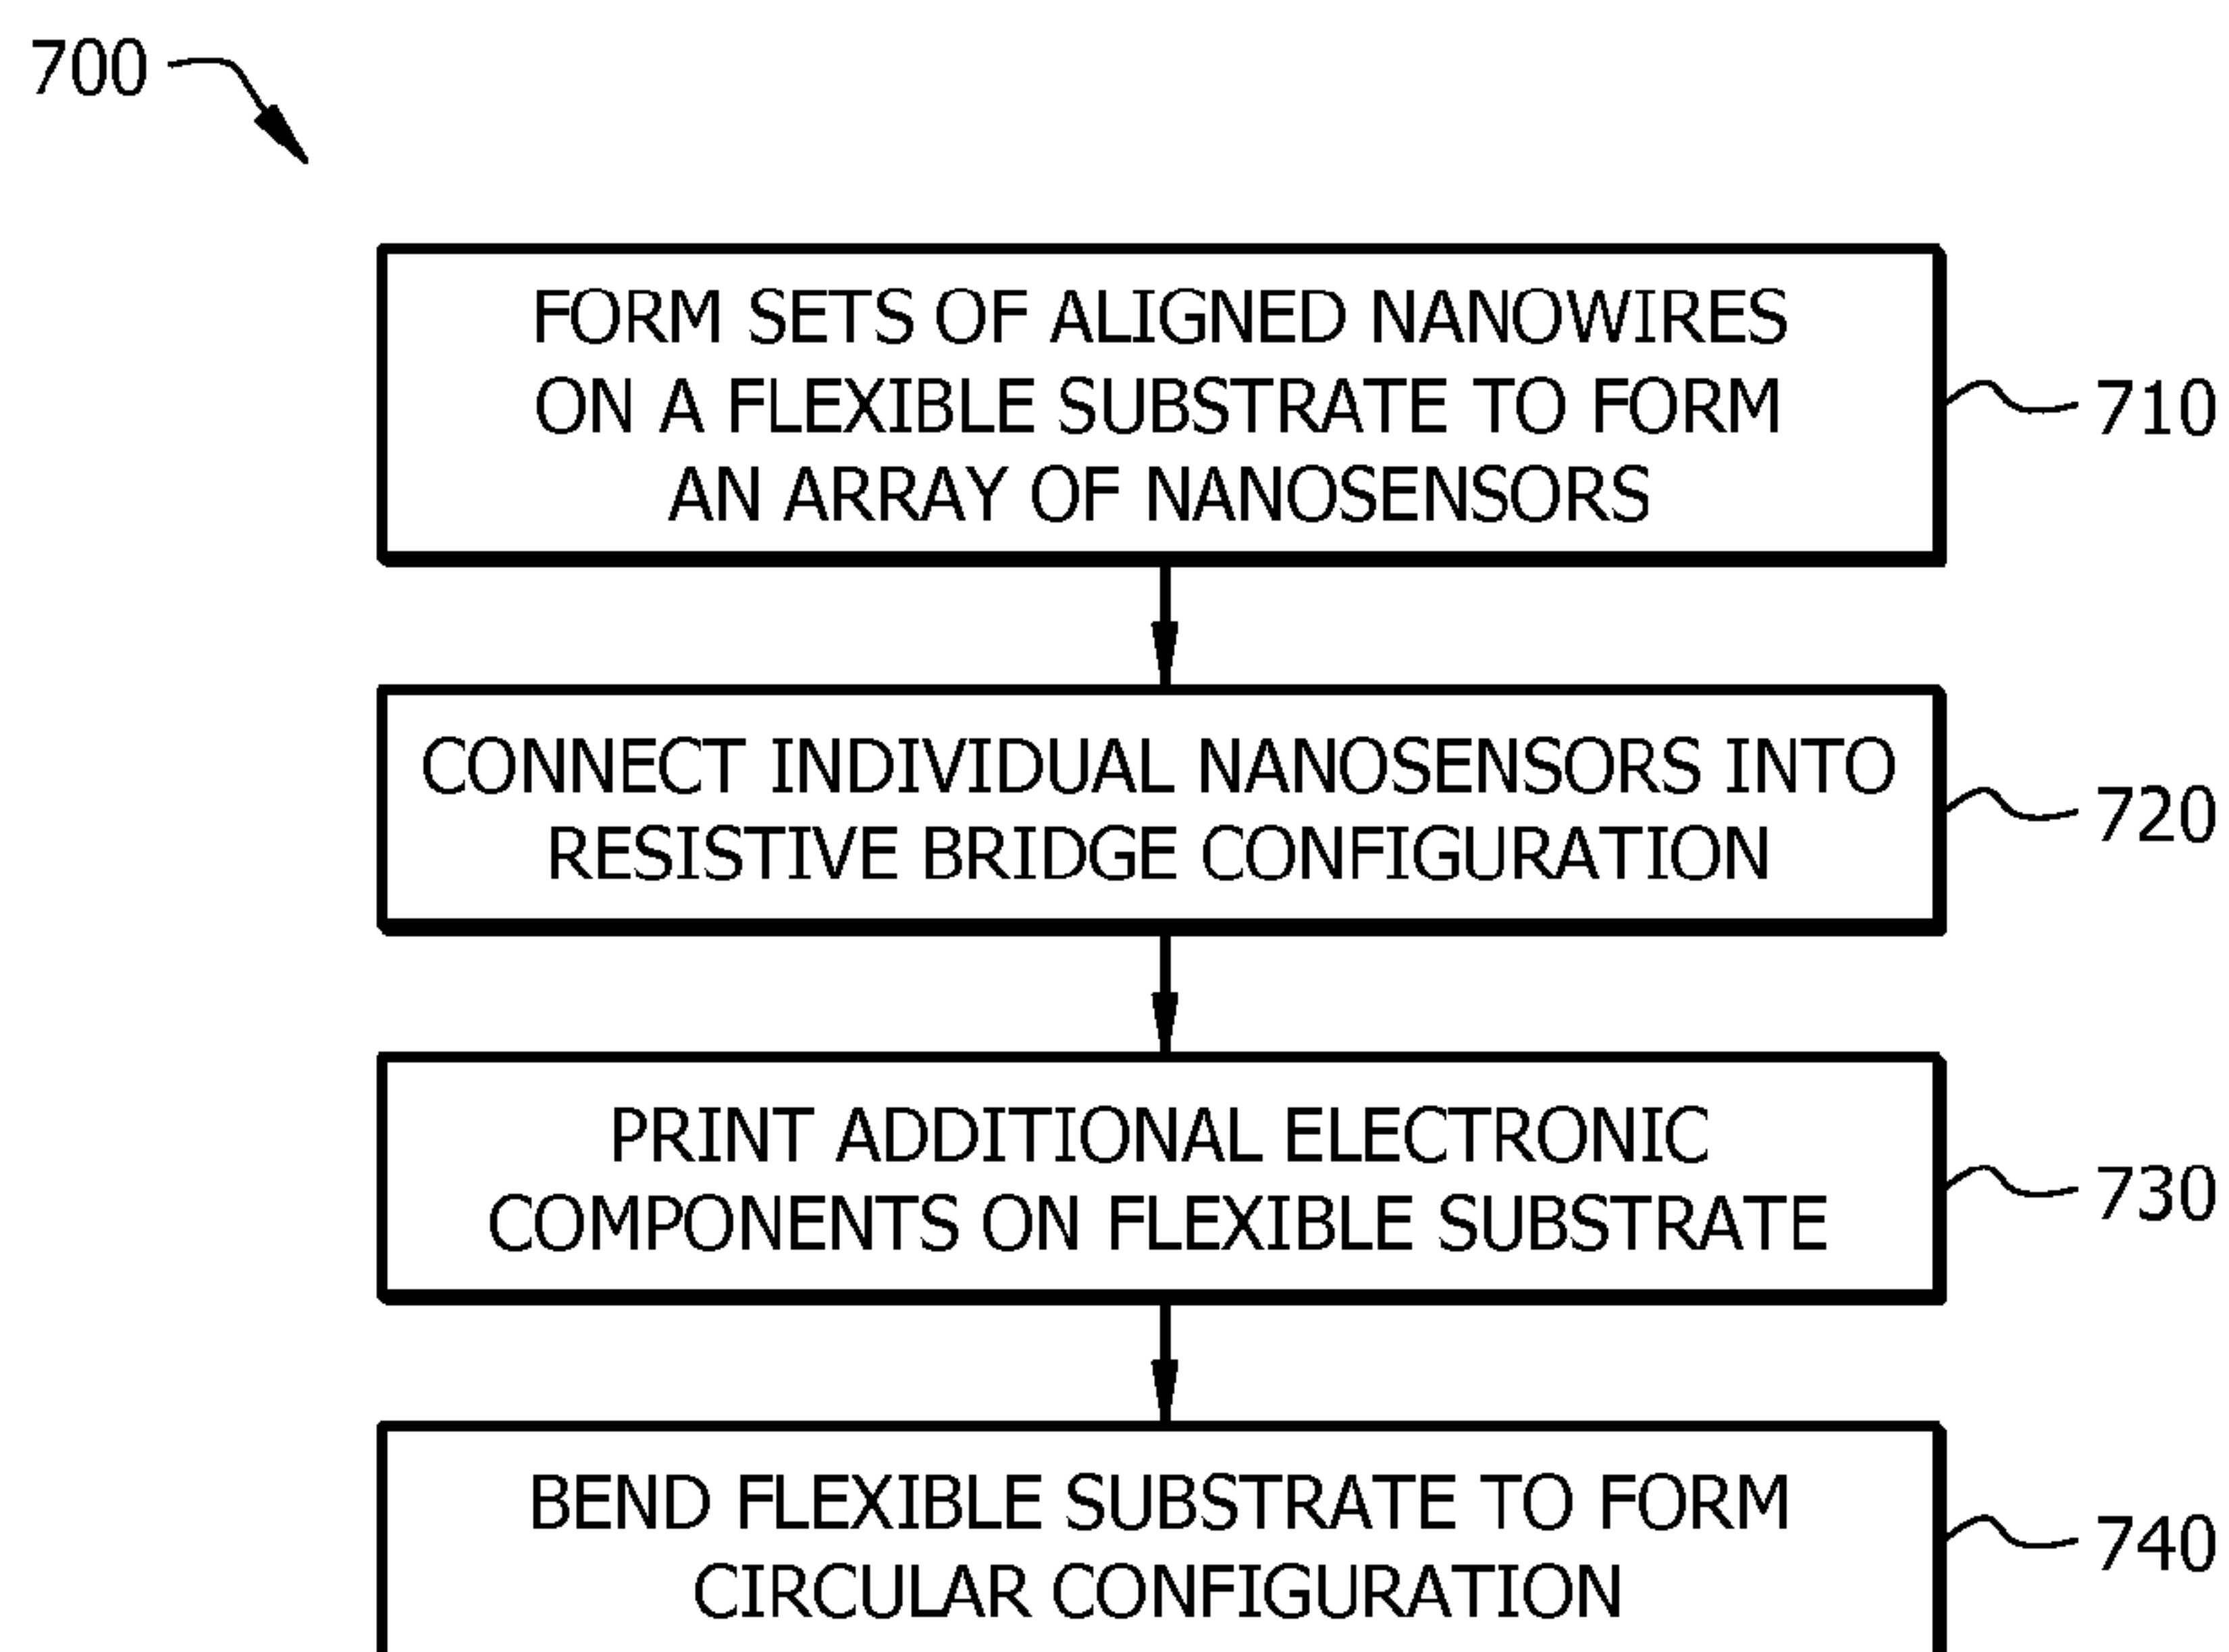 700
FORM SETS OF ALIGNED NANOWIRES
ON A FLEXIBLE SUBSTRATE TO FORM
AN ARRAY OF NANOSENSORS
710
CONNECT INDIVIDUAL NANOSENSORS INTO
RESISTIVE BRIDGE CONFIGURATION
720
PRINT ADDITIONAL ELECTRONIC
COMPONENTS ON FLEXIBLE SUBSTRATE
730
BEND FLEXIBLE SUBSTRATE TO FORM
CIRCULAR CONFIGURATION
740